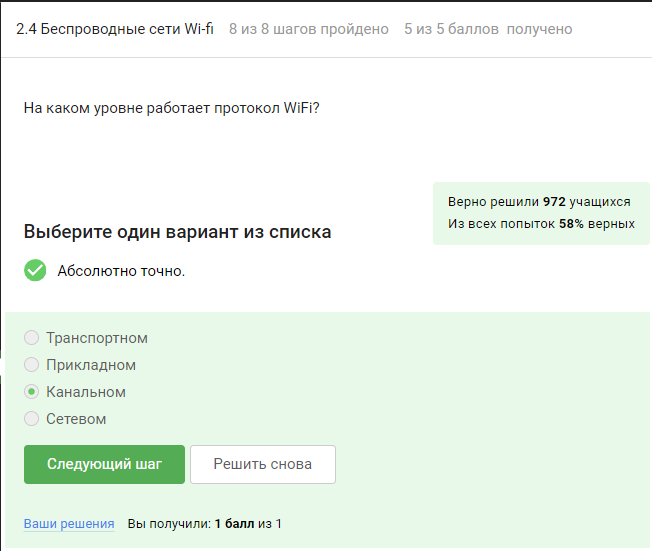 2.4 Беспроводные сети Wi-fi 8 из 8 шагов пройдено 5 из 5 баллов получено
На каком уровне работает протокол WiFi?
Верно решили 972 учащихся
Из всех попыток 58% верных
Выберите один вариант из списка
Абсолютно точно.
Транспортном
Прикладном
Канальном
Сетевом
Следующий шаг Решить снова
Ваши решения Вы получили: 1 балл из 1